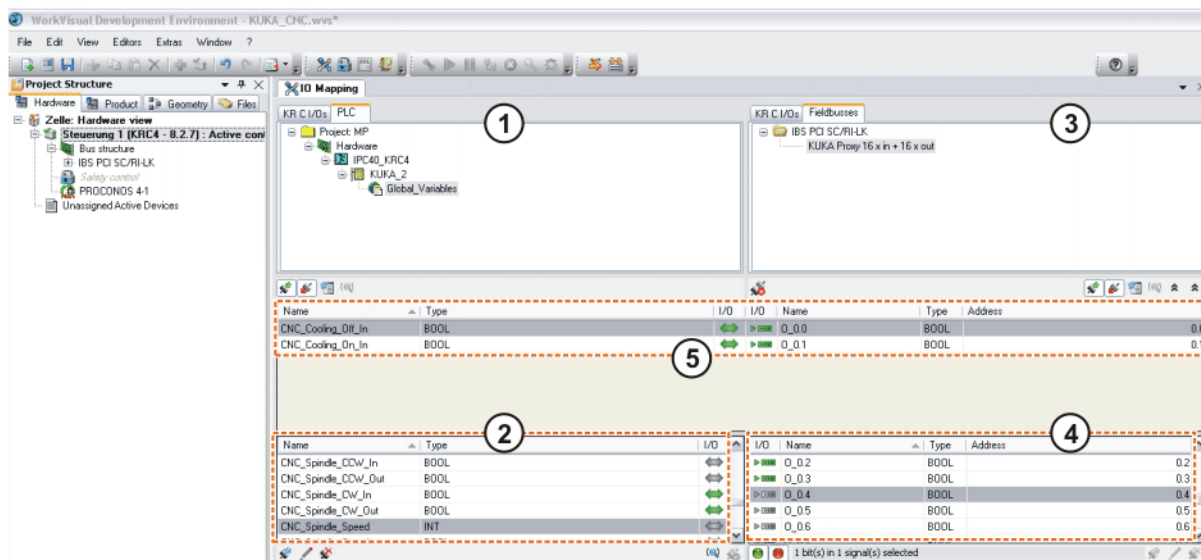 WorkVisual Development Environment - KUKA_CNC.wvs*
File Edit View Editors Extras Window ?
Project Structure
Hardware Product Geometry Files
Zelle: Hardware view
Steuerung 1 (KRC4 - 8.2.7) : Active con
Bus structure
IBS PCI SC/RI-LK
Safety control
PROCONOS 4-1
Unassigned Active Devices
IO Mapping
KR C I/Os PLC
1
Project: MP
Hardware
IPC40_KRC4
KUKA_2
Global_Variables
KR C I/Os Fieldbusses
3
IBS PCI SC/RI-LK
KUKA Proxy 16 x in + 16 x out
Name Type I/O I/O Name Type Address
CNC_Cooling_Off_In BOOL O_0.0 BOOL
CNC_Cooling_On_In BOOL O_0.1 BOOL
5
2
Name Type I/O
CNC_Spindle_CCW_In BOOL
CNC_Spindle_CCW_Out BOOL
CNC_Spindle_CW_In BOOL
CNC_Spindle_CW_Out BOOL
CNC_Spindle_Speed INT
4
I/O Name Type Address
O_0.2 BOOL 0.2
O_0.3 BOOL 0.3
O_0.4 BOOL 0.4
O_0.5 BOOL 0.5
O_0.6 BOOL 0.6
1 bit(s) in 1 signal(s) selected